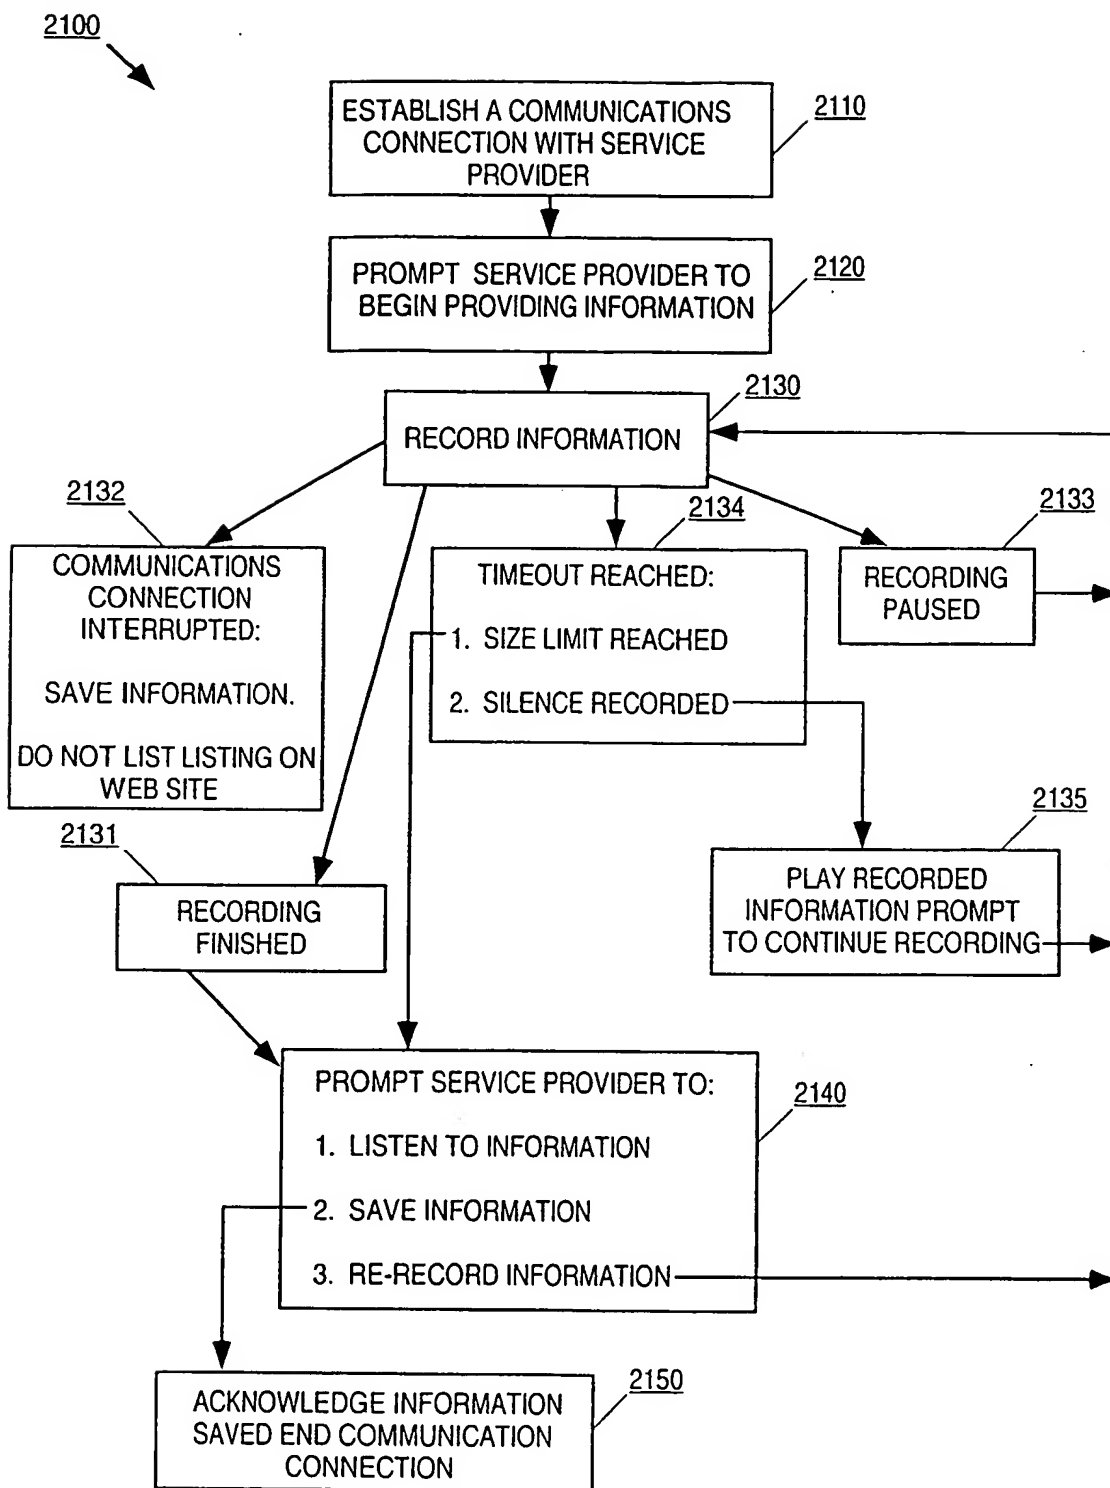 2100
ESTABLISH A COMMUNICATIONS
CONNECTION WITH SERVICE
PROVIDER
2110
PROMPT SERVICE PROVIDER TO
BEGIN PROVIDING INFORMATION
2120
RECORD INFORMATION
2130
2132
COMMUNICATIONS
CONNECTION
INTERRUPTED:
SAVE INFORMATION.
DO NOT LIST LISTING ON
WEB SITE
2134
TIMEOUT REACHED:
1. SIZE LIMIT REACHED
2. SILENCE RECORDED
2133
RECORDING
PAUSED
2131
RECORDING
FINISHED
2135
PLAY RECORDED
INFORMATION PROMPT
TO CONTINUE RECORDING
PROMPT SERVICE PROVIDER TO:
1. LISTEN TO INFORMATION
2. SAVE INFORMATION
3. RE-RECORD INFORMATION
2140
ACKNOWLEDGE INFORMATION
SAVED END COMMUNICATION
CONNECTION
2150